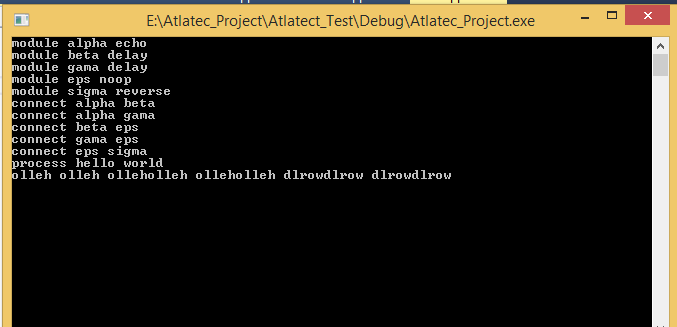 E:\Atlatec_Project\Atlatect_Test\Debug\Atlatec_Project.exe
module alpha echo
module beta delay
module gama delay
module eps noop
module sigma reverse
connect alpha beta
connect alpha gama
connect beta eps
connect gama eps
connect eps sigma
process hello world
olleh olleh olleholleh olleholleh dlrowdlrow dlrowdlrow